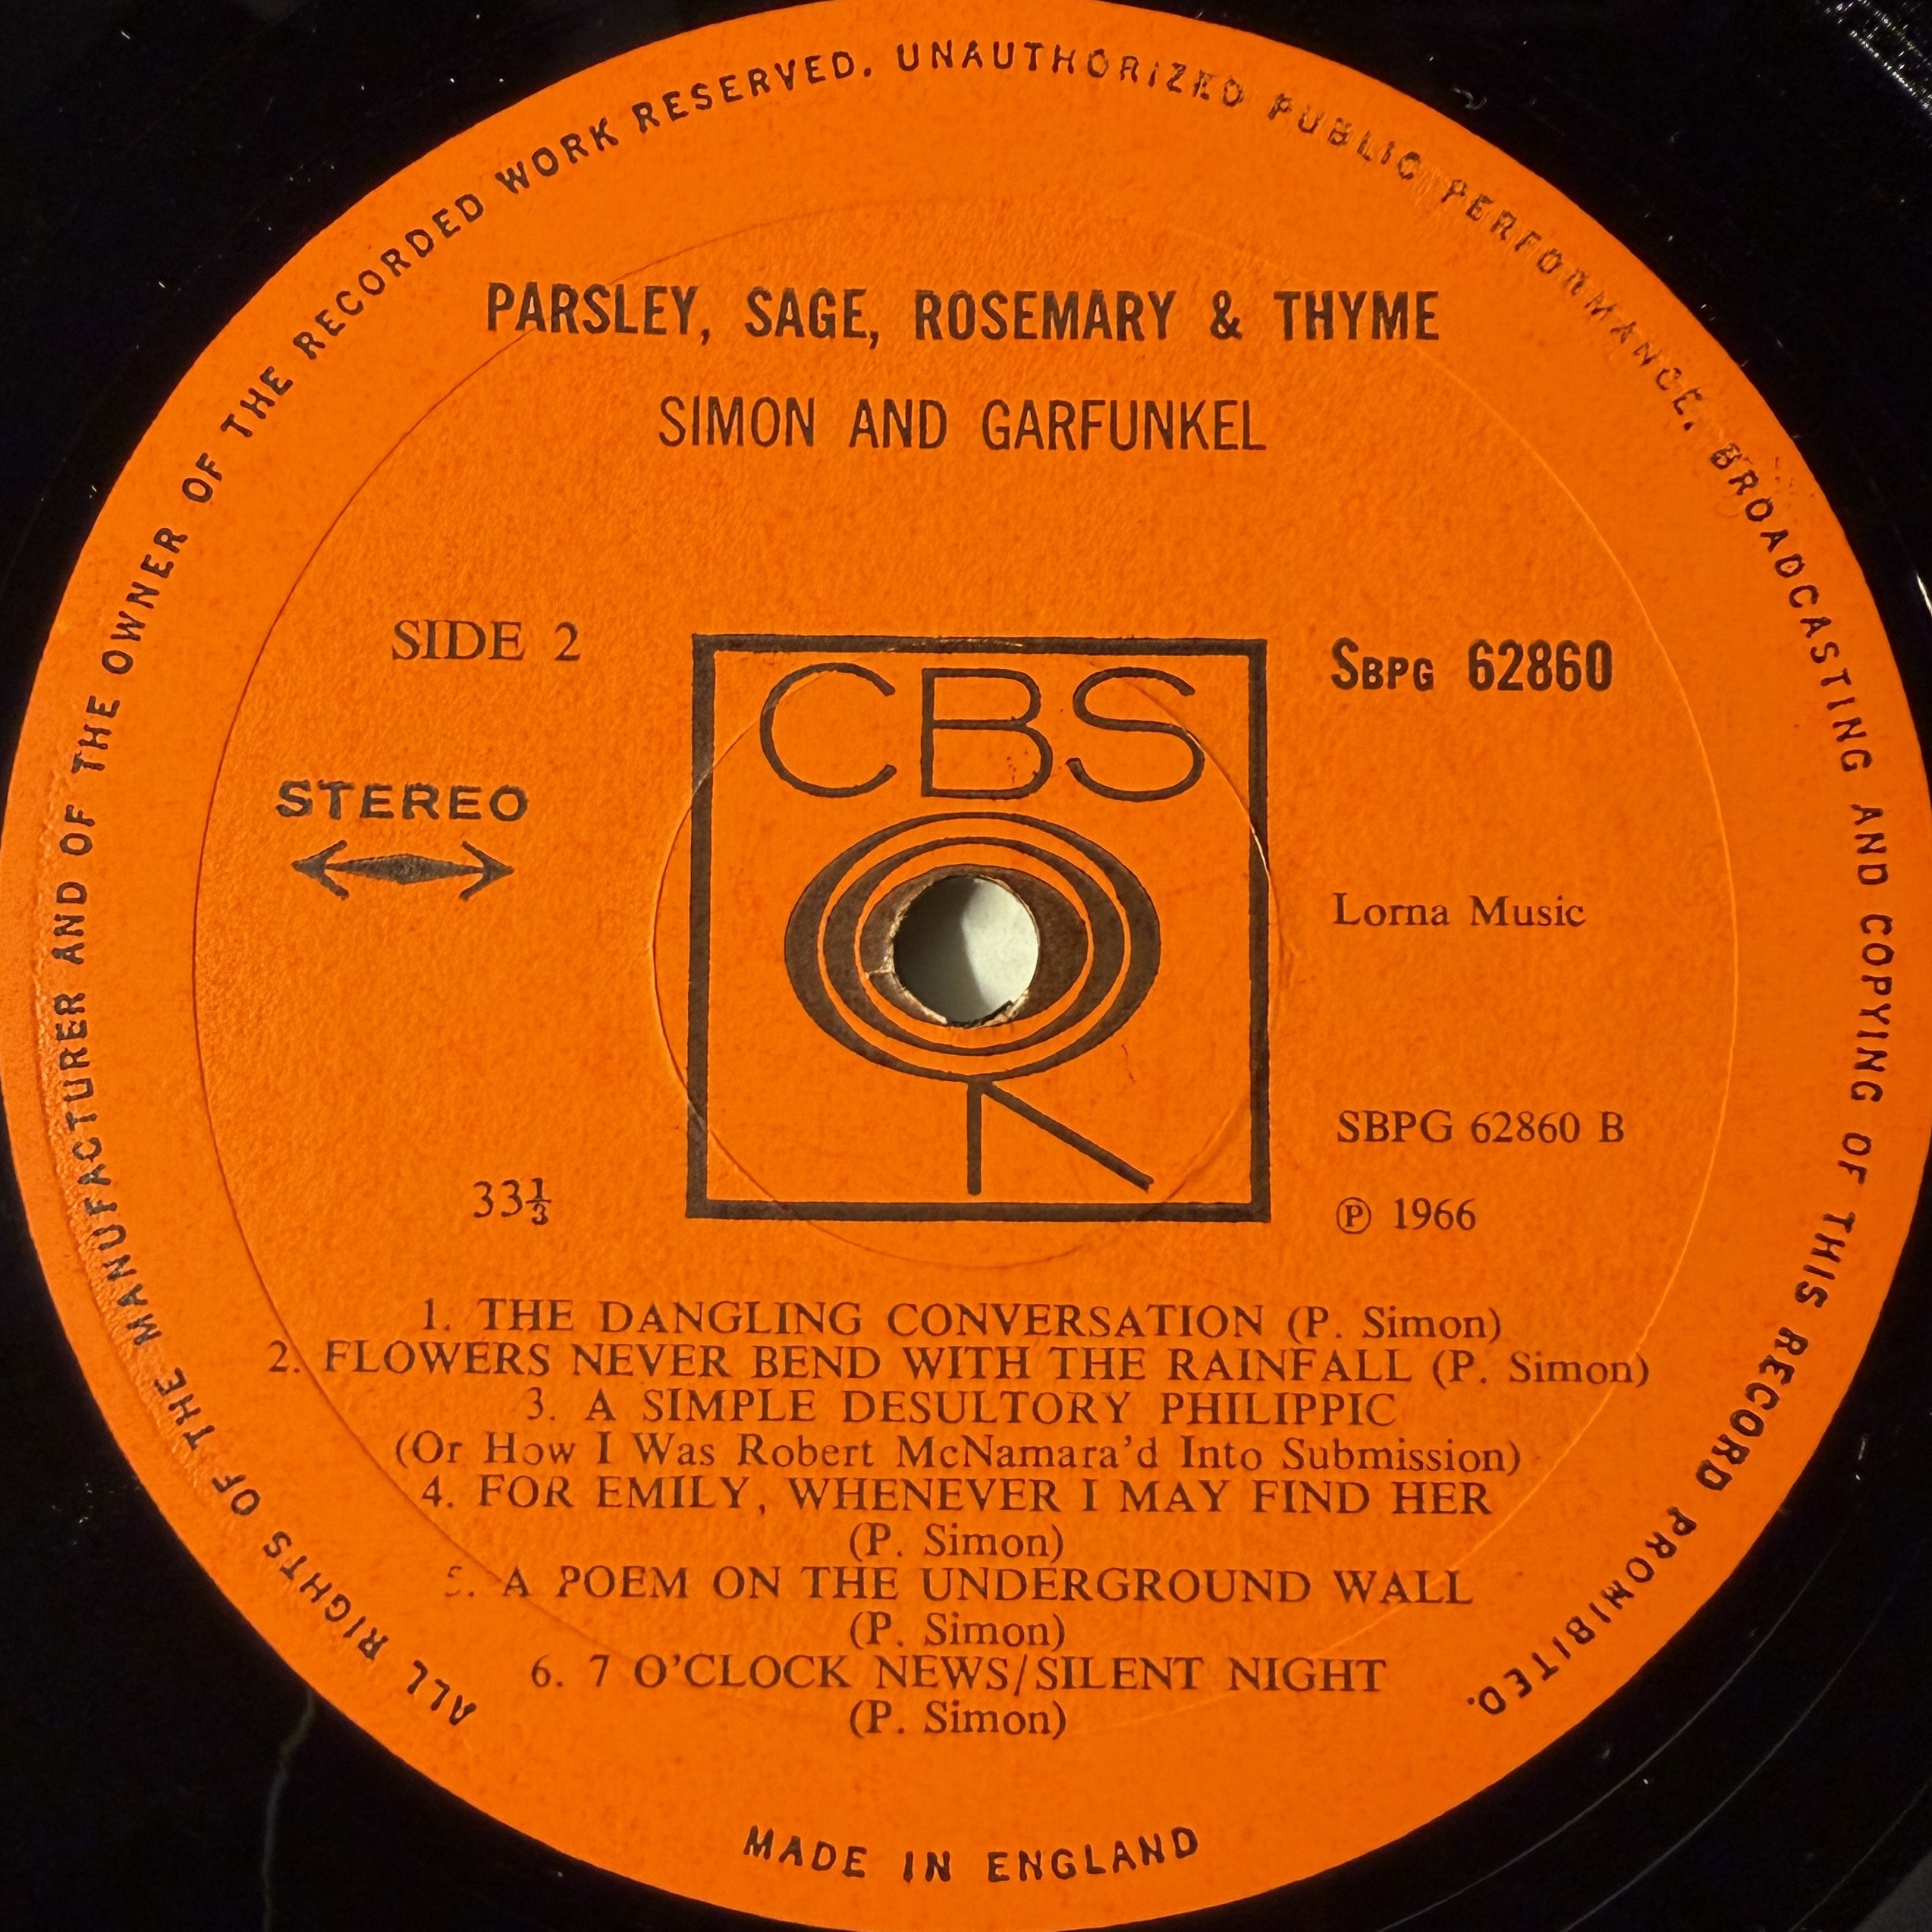 ALL RIGHTS OF THE MANUFACTURER AND OF THE OWNER OF THE RECORDED WORK RESERVED. UNAUTHORIZED PUBLIC PERFORMANCE, BROADCASTING AND COPYING OF THIS RECORD PROHIBITED.
PARSLEY, SAGE, ROSEMARY & THYME
SIMON AND GARFUNKEL
SIDE 2
CBS
SBPG 62860
STEREO
Lorna Music
SBPG 62860 B
33⅓
℗ 1966
1. THE DANGLING CONVERSATION (P. Simon)
2. FLOWERS NEVER BEND WITH THE RAINFALL (P. Simon)
3. A SIMPLE DESULTORY PHILIPPIC
(Or How I Was Robert McNamara'd Into Submission)
4. FOR EMILY, WHENEVER I MAY FIND HER
(P. Simon)
5. A POEM ON THE UNDERGROUND WALL
(P. Simon)
6. 7 O'CLOCK NEWS/SILENT NIGHT
(P. Simon)
MADE IN ENGLAND